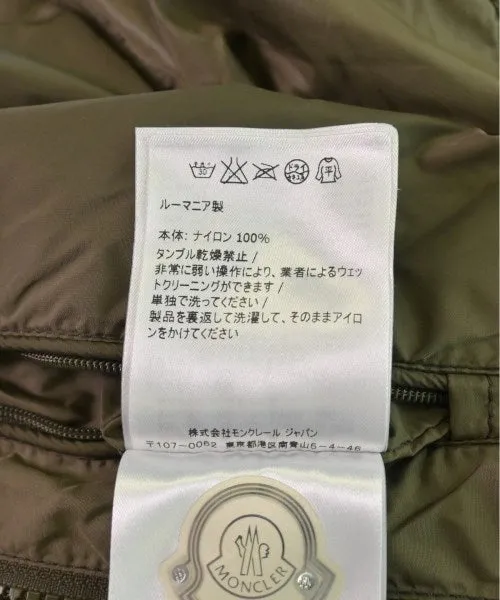 30
ドライ
セキユ系
平
ルーマニア製
本体: ナイロン 100%
タンブル乾燥禁止 /
非常に弱い操作により、業者によるウェッ
トクリーニングができます /
単独で洗ってください /
製品を裏返して洗濯して、そのままアイロ
ンをかけてください
株式会社モンクレール ジャパン
〒107-0062 東京都港区南青山5-4-46
MONCLER